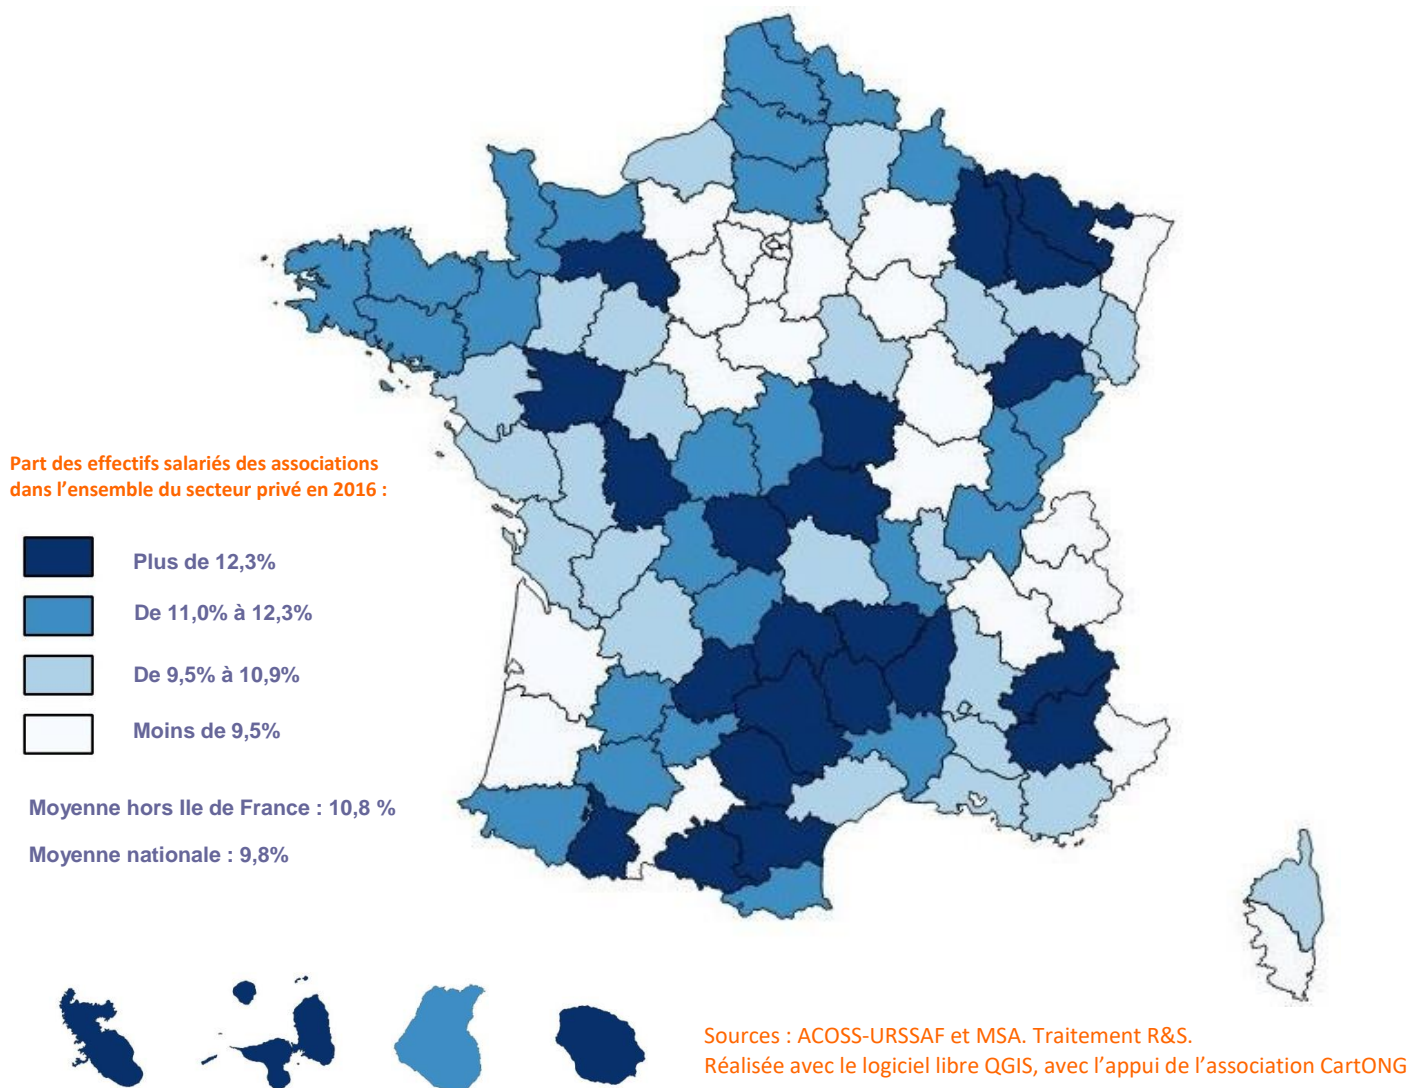 Part des effectifs salariés des associations
dans l’ensemble du secteur privé en 2016 :
Plus de 12,3%
De 11,0% à 12,3%
De 9,5% à 10,9%
Moins de 9,5%
Moyenne hors Ile de France : 10,8 %
Moyenne nationale : 9,8%
Sources : ACOSS-URSSAF et MSA. Traitement R&S.
Réalisée avec le logiciel libre QGIS, avec l’appui de l’association CartONG